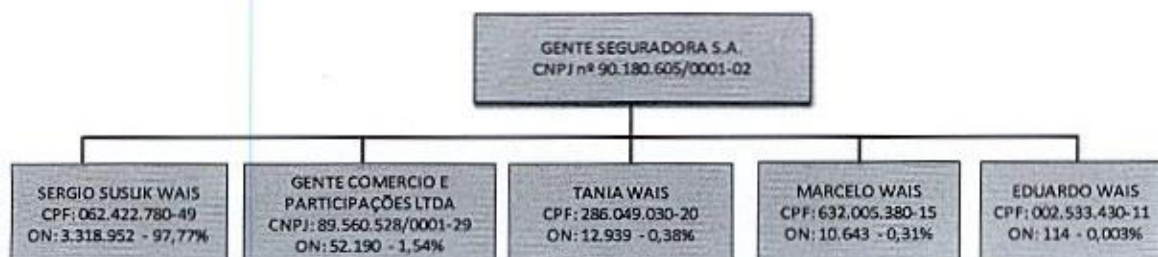 GENTE SEGURADORA S.A.
CNPJ nº 90.180.605/0001-02
SERGIO SUSLIK WAIS
CPF: 062.422.780-49
ON: 3.318.952 - 97,77%
GENTE COMERCIO E
PARTICIPAÇÕES LTDA
CNPJ: 89.560.528/0001-29
ON: 52.190 - 1,54%
TANIA WAIS
CPF: 286.049.030-20
ON: 12.939 - 0,38%
MARCELO WAIS
CPF: 632.005.380-15
ON: 10.643 - 0,31%
EDUARDO WAIS
CPF: 002.533.430-11
ON: 114 - 0,003%